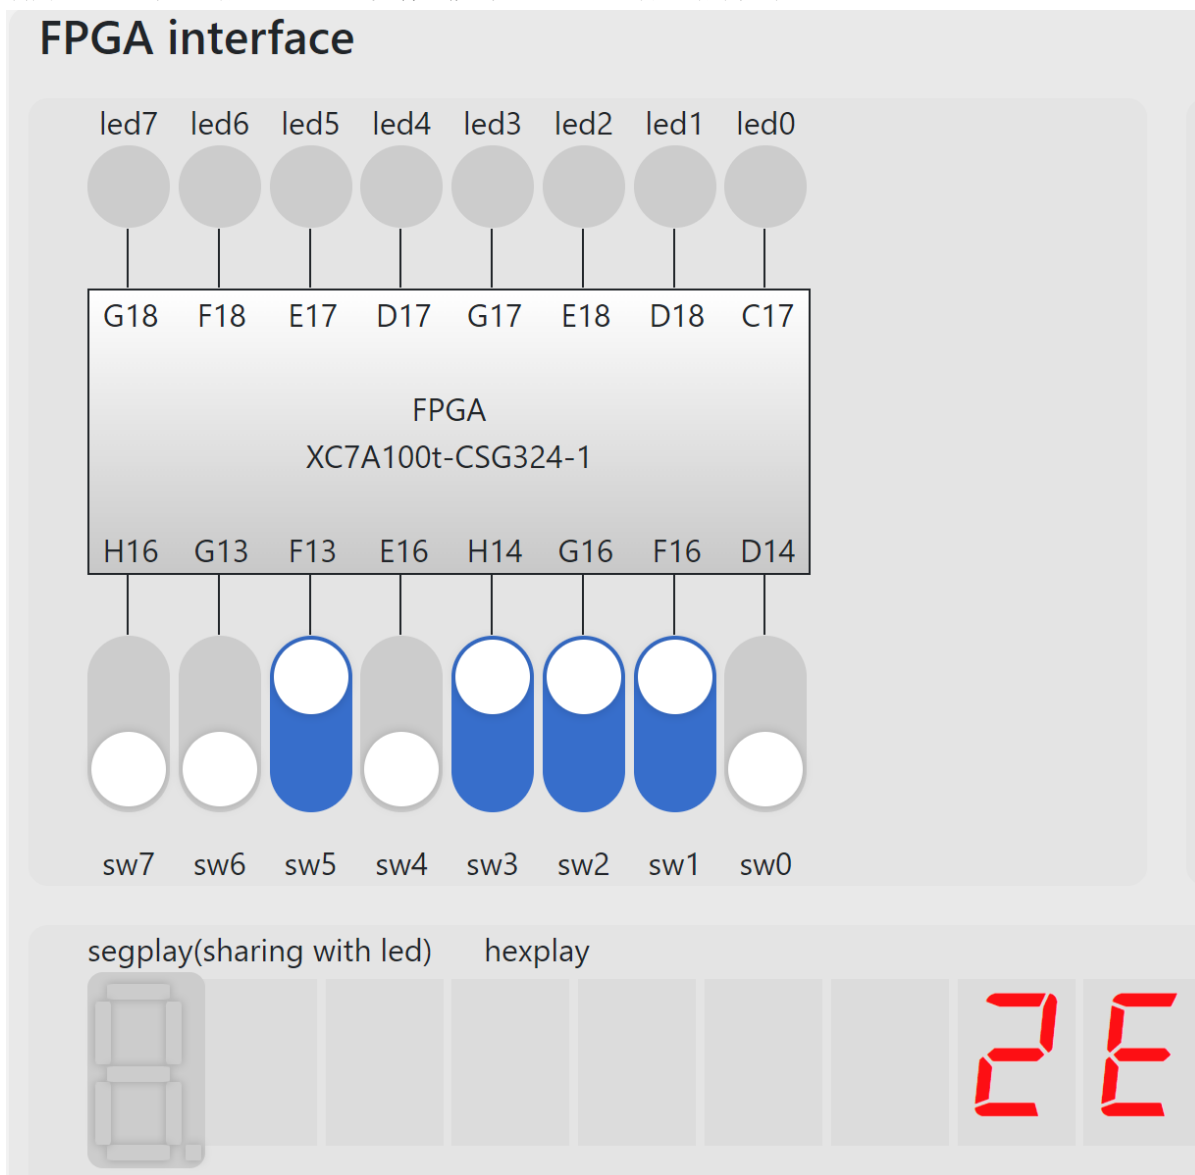 FPGA interface
led7 led6 led5 led4 led3 led2 led1 led0
G18 F18 E17 D17 G17 E18 D18 C17
FPGA
XC7A100t-CSG324-1
H16 G13 F13 E16 H14 G16 F16 D14
sw7 sw6 sw5 sw4 sw3 sw2 sw1 sw0
segplay(sharing with led) hexplay
2E